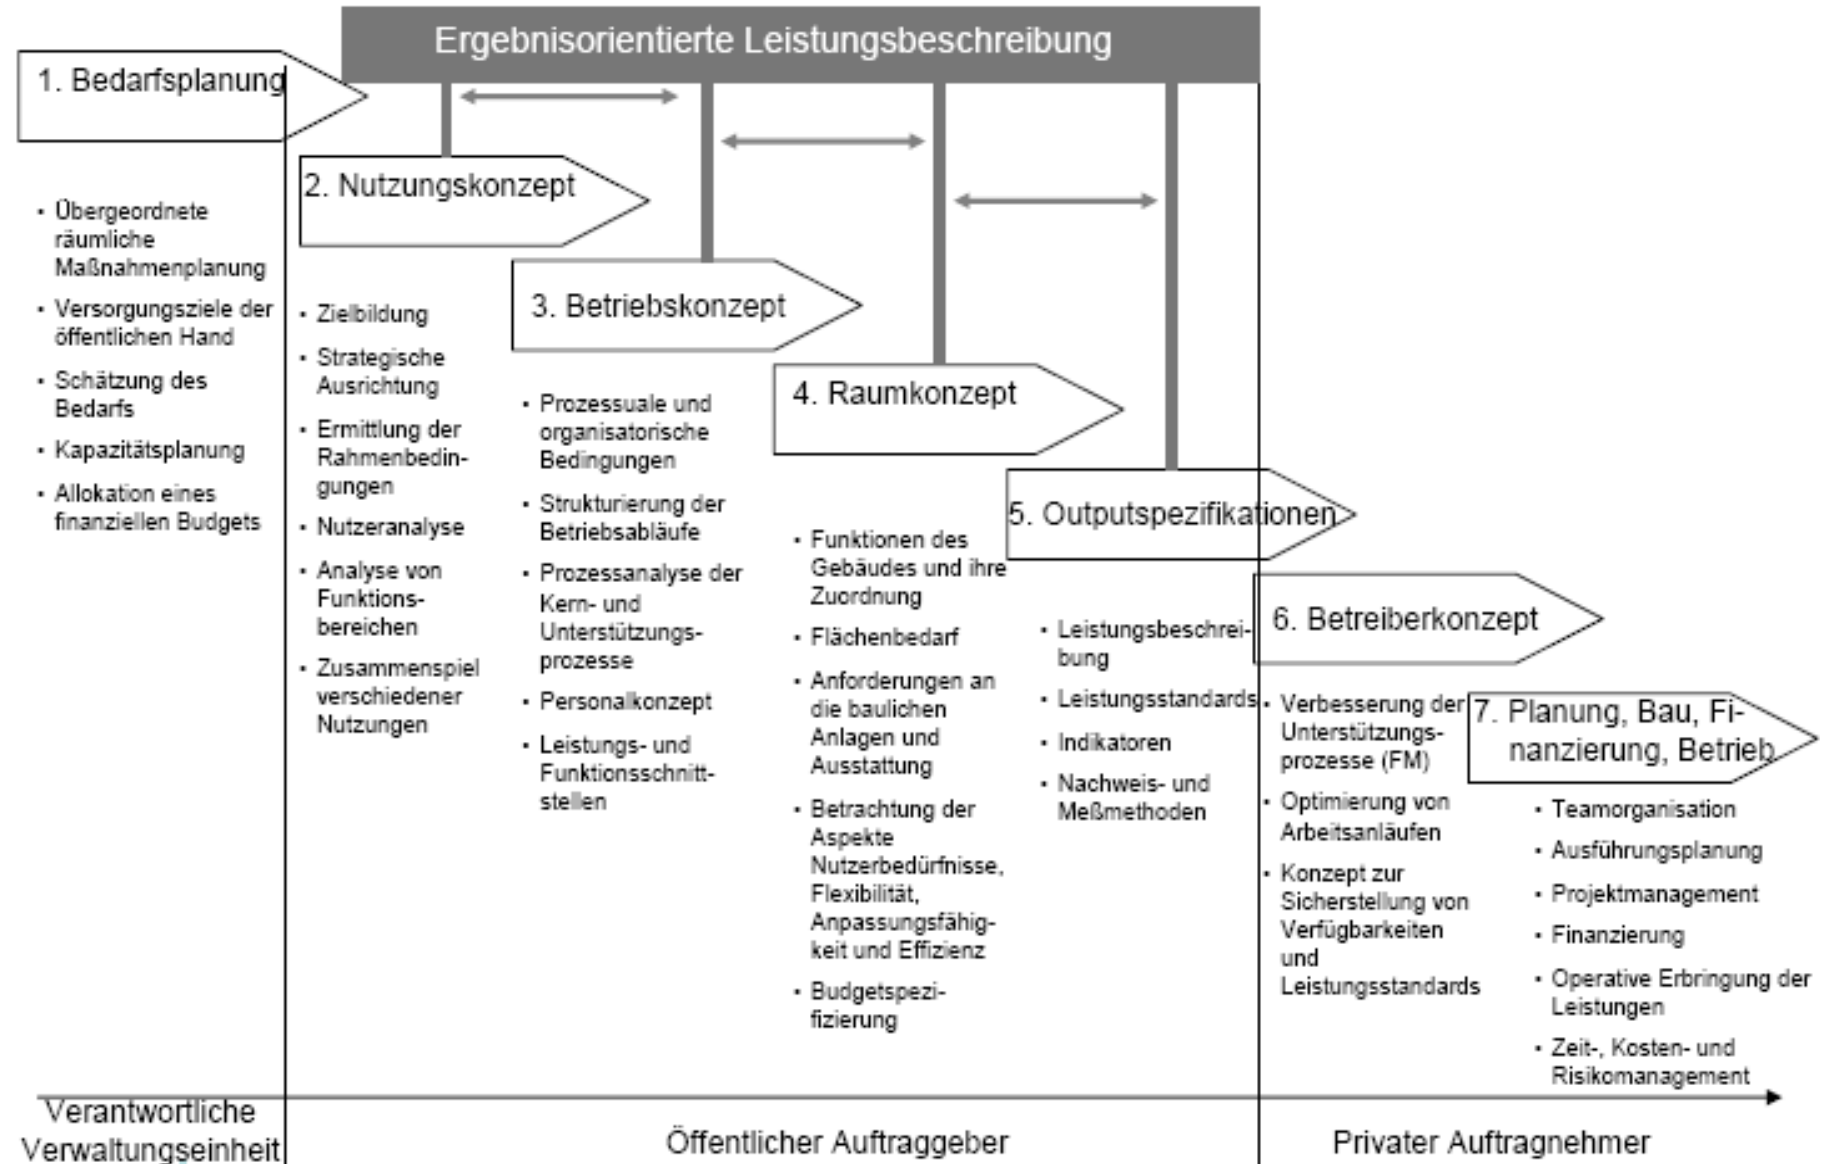 Ergebnisorientierte Leistungsbeschreibung
1. Bedarfsplanung
▪ Übergeordnete
räumliche
Maßnahmenplanung
▪ Versorgungsziele der
öffentlichen Hand
▪ Schätzung des
Bedarfs
▪ Kapazitätsplanung
▪ Allokation eines
finanziellen Budgets
2. Nutzungskonzept
▪ Zielbildung
▪ Strategische
Ausrichtung
▪ Ermittlung der
Rahmenbedin-
gungen
▪ Nutzeranalyse
▪ Analyse von
Funktions-
bereichen
▪ Zusammenspiel
verschiedener
Nutzungen
3. Betriebskonzept
▪ Prozessuale und
organisatorische
Bedingungen
▪ Strukturierung der
Betriebsabläufe
▪ Prozessanalyse der
Kern- und
Unterstützungs-
prozesse
▪ Personalkonzept
▪ Leistungs- und
Funktionsschnitt-
stellen
4. Raumkonzept
▪ Funktionen des
Gebäudes und ihre
Zuordnung
▪ Flächenbedarf
▪ Anforderungen an
die baulichen
Anlagen und
Ausstattung
▪ Betrachtung der
Aspekte
Nutzerbedürfnisse,
Flexibilität,
Anpassungsfähig-
keit und Effizienz
▪ Budgetspezi-
fizierung
5. Outputspezifikationen
▪ Leistungsbeschrei-
bung
▪ Leistungsstandards
▪ Indikatoren
▪ Nachweis- und
Meßmethoden
6. Betreiberkonzept
▪ Verbesserung der
Unterstützungs-
prozesse (FM)
▪ Optimierung von
Arbeitsanläufen
▪ Konzept zur
Sicherstellung von
Verfügbarkeiten
und
Leistungsstandards
7. Planung, Bau, Fi-
nanzierung, Betrieb
▪ Teamorganisation
▪ Ausführungsplanung
▪ Projektmanagement
▪ Finanzierung
▪ Operative Erbringung der
Leistungen
▪ Zeit-, Kosten- und
Risikomanagement
Verantwortliche
Verwaltungseinheit
Öffentlicher Auftraggeber
Privater Auftragnehmer